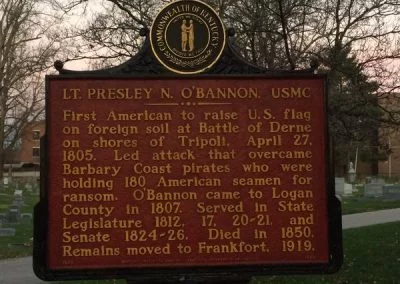 COMMONWEALTH OF KENTUCKY
LT. PRESLEY N. O'BANNON, USMC
First American to raise U.S. flag
on foreign soil at Battle of Derne
on shores of Tripoli, April 27,
1805. Led attack that overcame
Barbary Coast pirates who were
holding 180 American seamen for
ransom. O'Bannon came to Logan
County in 1807. Served in State
Legislature 1812, 17, 20-21, and
Senate 1824-26. Died in 1850.
Remains moved to Frankfort, 1919.